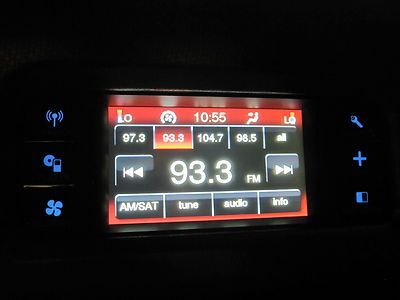 LO 10:55 LO
97.3 93.3 104.7 98.5 all
93.3 FM
AM/SAT tune audio info